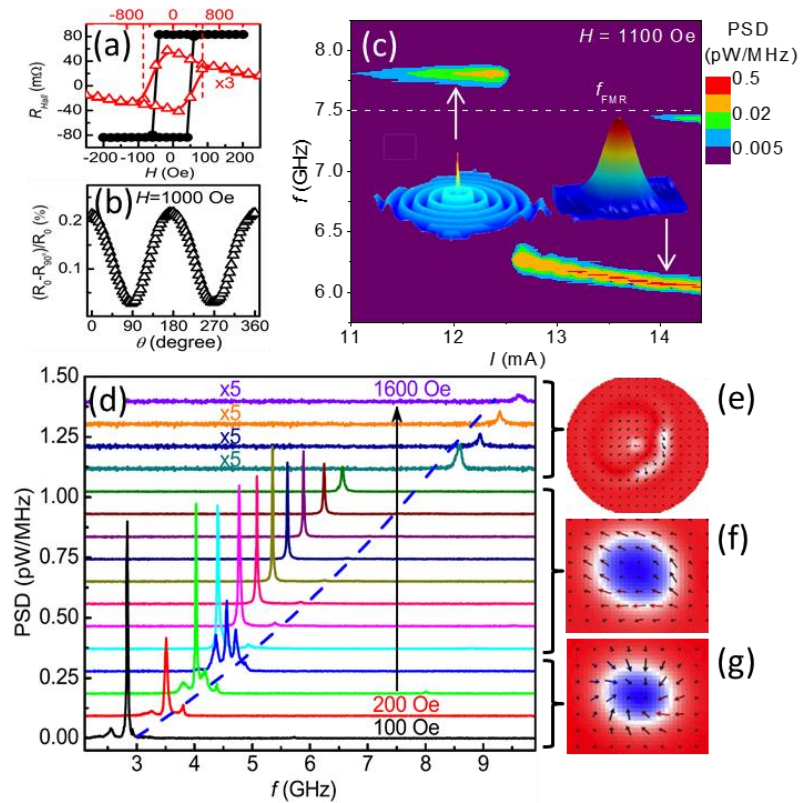 -800 0 800
(a)
80
40
0
-40
-80
R_Hall (mΩ)
x3
-200 -100 0 100 200
H (Oe)
(b)
H=1000 Oe
0.2
0.1
(R_θ-R_90°)/R_0 (%)
0 90 180 270 360
θ (degree)
(c)
H = 1100 Oe
f_FMR
8.0
7.5
7.0
6.5
6.0
f (GHz)
11 12 13 14
I (mA)
PSD
(pW/MHz)
0.5
0.02
0.005
(d)
x5
1600 Oe
x5
x5
x5
200 Oe
100 Oe
1.50
1.25
1.00
0.75
0.50
0.25
0.00
PSD (pW/MHz)
3 4 5 6 7 8 9
f (GHz)
(e)
(f)
(g)